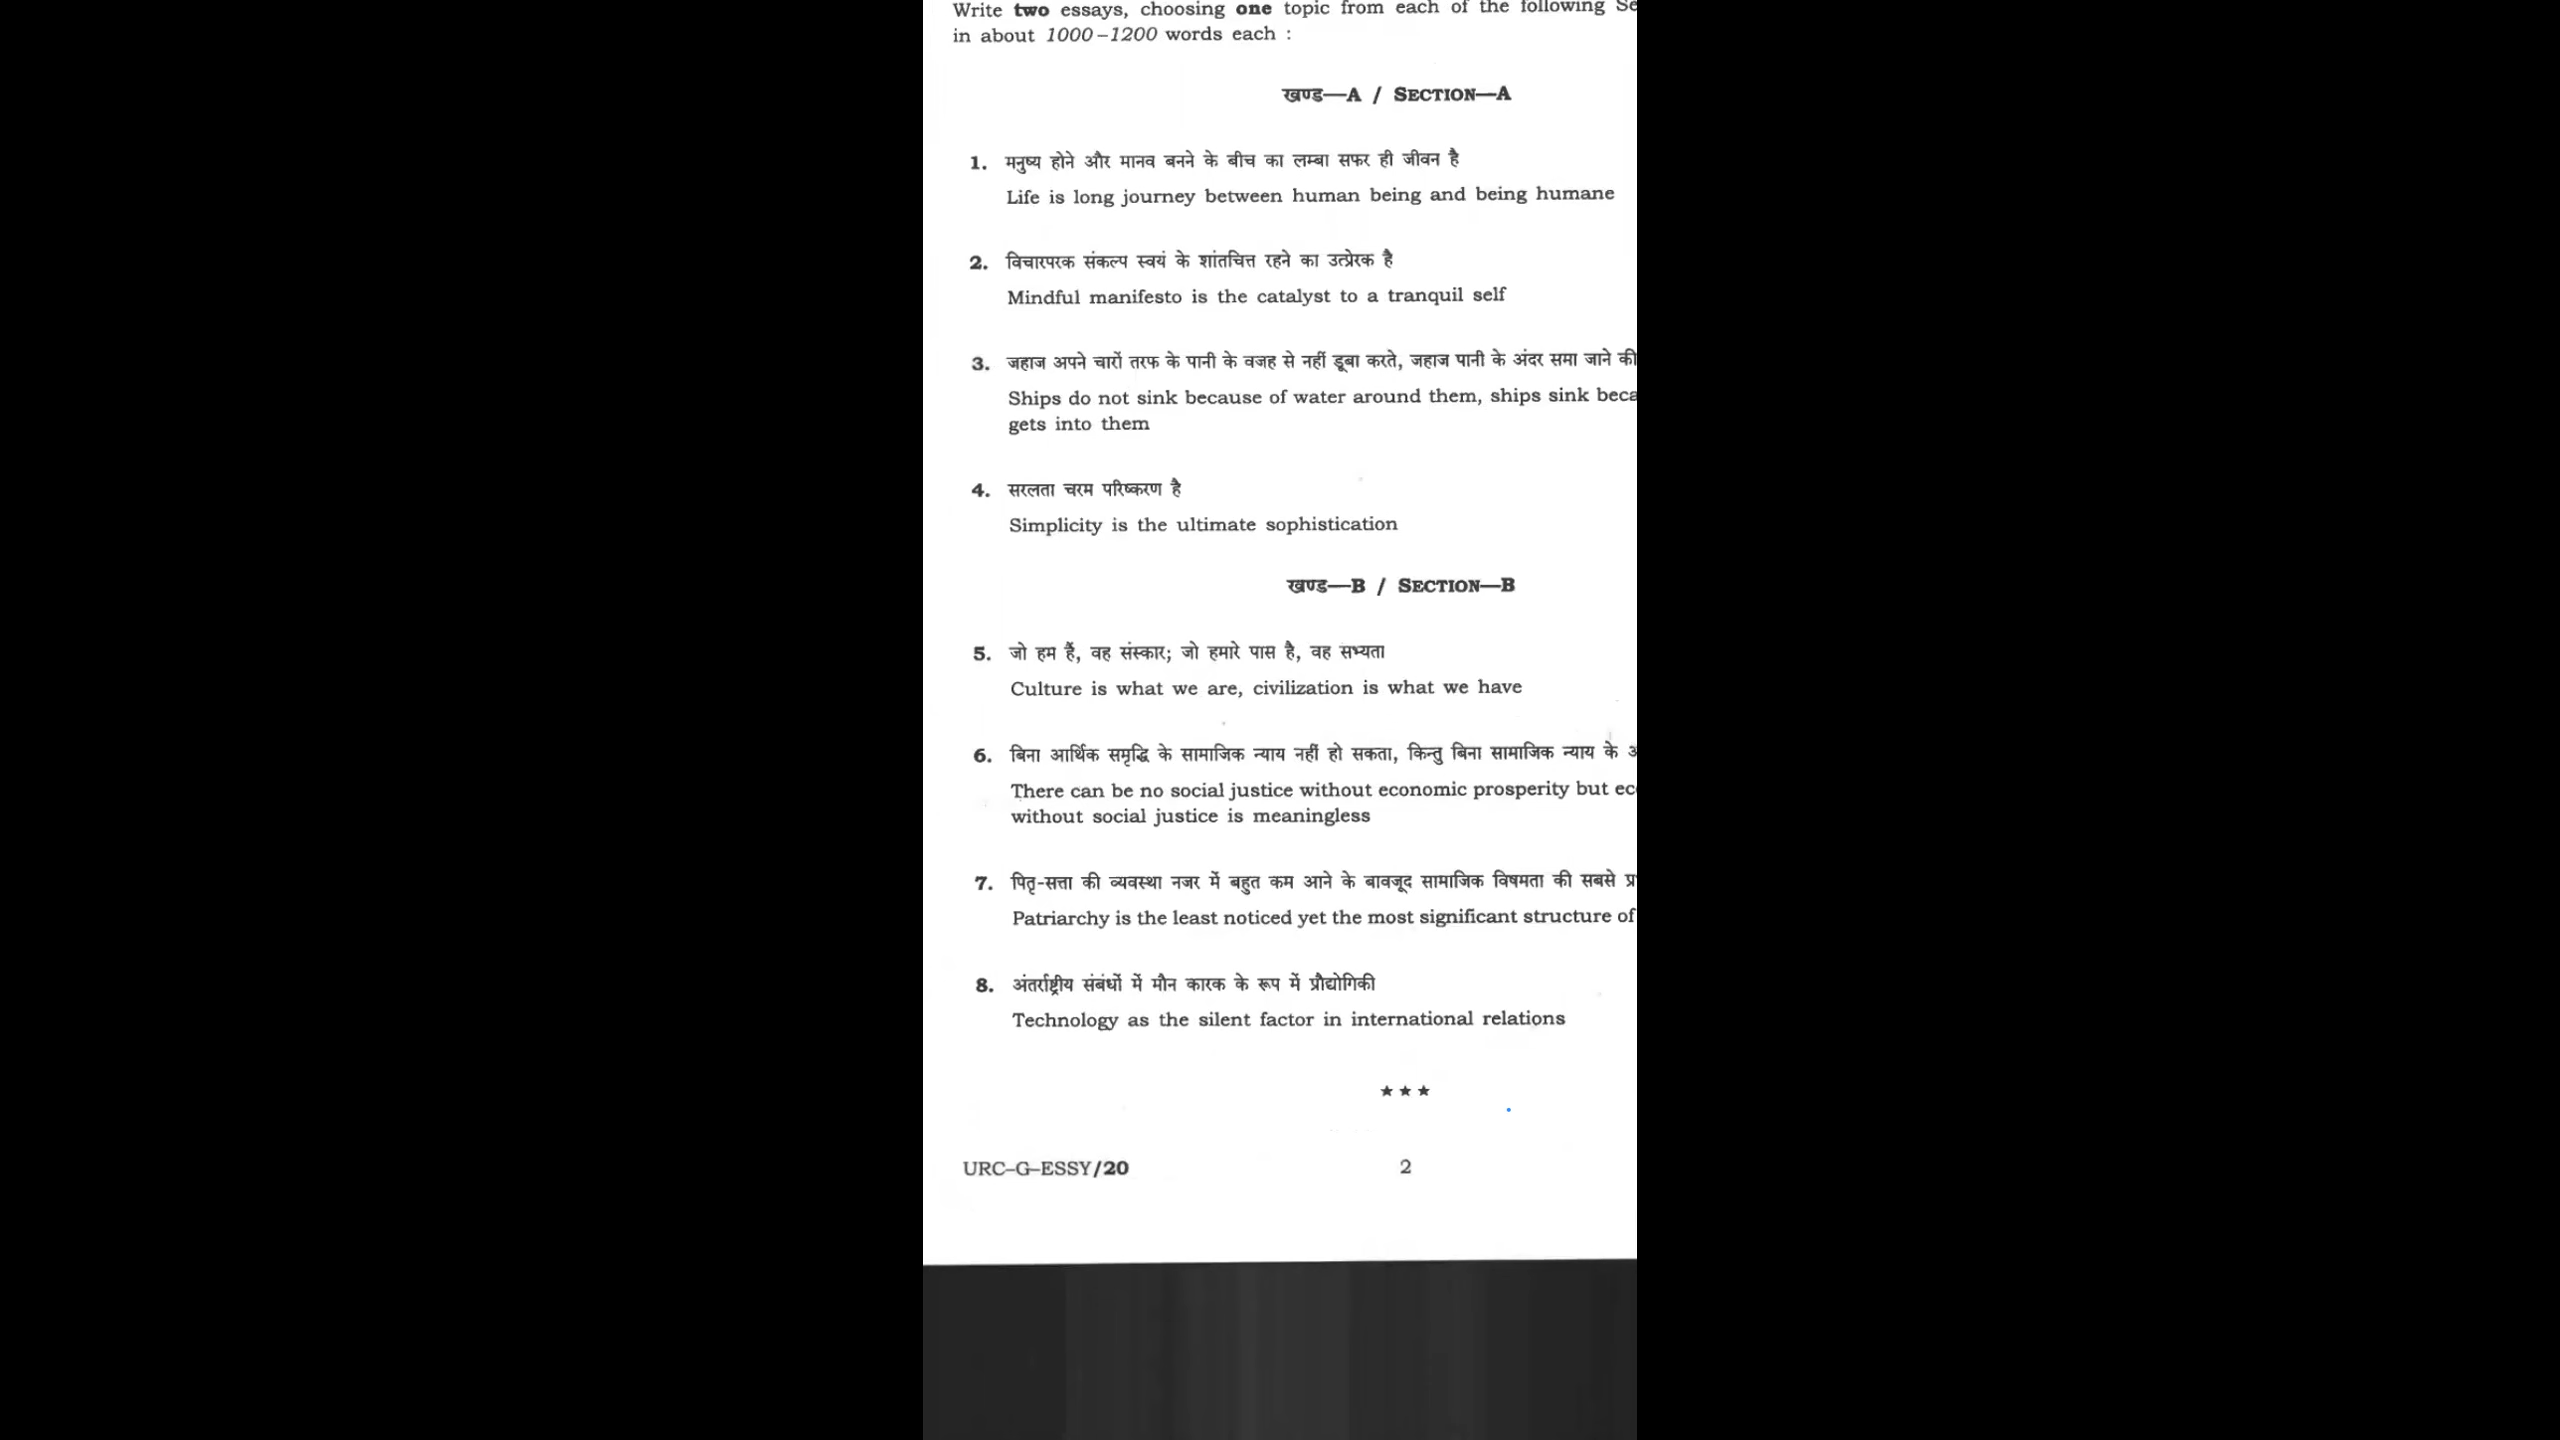 Write two essays, choosing one topic from each of the following
in about 1000–1200 words each :
खण्ड—A / SECTION—A
1. मनुष्य होने और मानव बनने के बीच का लम्बा सफर ही जीवन है
Life is long journey between human being and being humane
2. विचारपरक संकल्प स्वयं के शांतचित्त रहने का उत्प्रेरक है
Mindful manifesto is the catalyst to a tranquil self
3. जहाज अपने चारों तरफ के पानी के वजह से नहीं डूबा करते, जहाज पानी के अंदर समा जाने की
Ships do not sink because of water around them, ships sink
gets into them
4. सरलता चरम परिष्करण है
Simplicity is the ultimate sophistication
खण्ड—B / SECTION—B
5. जो हम हैं, वह संस्कार; जो हमारे पास है, वह सभ्यता
Culture is what we are, civilization is what we have
6. बिना आर्थिक समृद्धि के सामाजिक न्याय नहीं हो सकता, किन्तु बिना सामाजिक न्याय के
There can be no social justice without economic prosperity but
without social justice is meaningless
7. पितृ-सत्ता की व्यवस्था नजर में बहुत कम आने के बावजूद सामाजिक विषमता की सबसे
Patriarchy is the least noticed yet the most significant structure of
8. अंतर्राष्ट्रीय संबंधों में मौन कारक के रूप में प्रौद्योगिकी
Technology as the silent factor in international relations
★ ★ ★
URC–G–ESSY/20 2